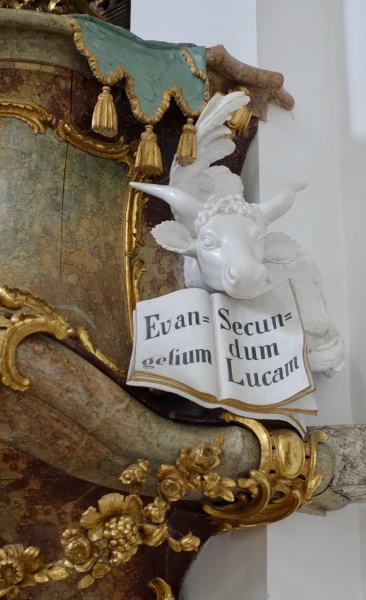 Evan=
gelium
Secun=
dum
Lucam